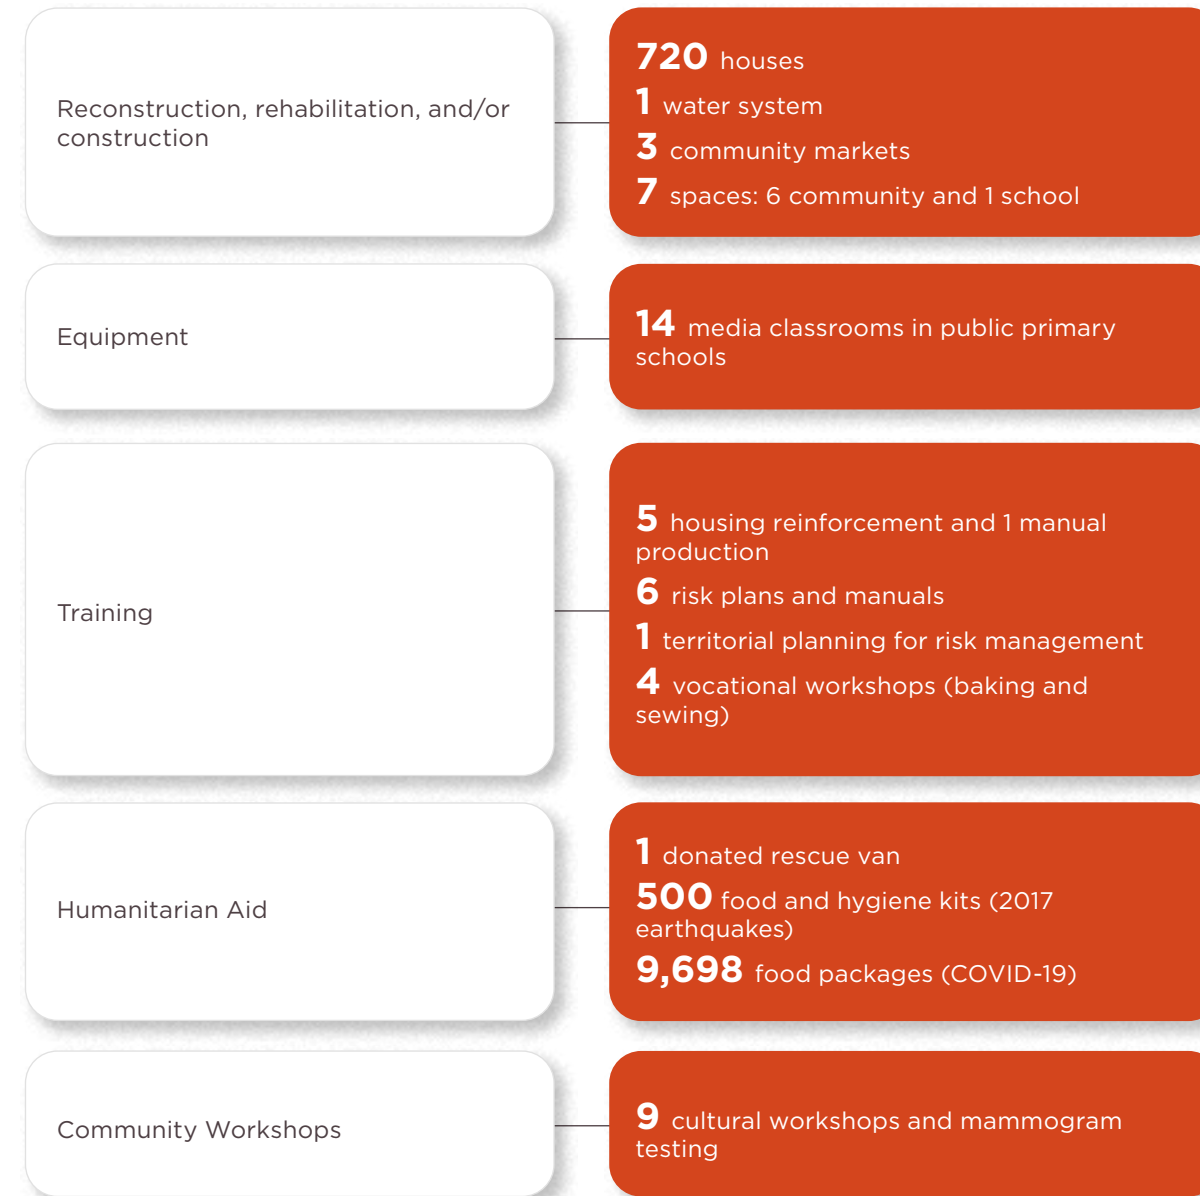 Reconstruction, rehabilitation, and/or
construction
720 houses
1 water system
3 community markets
7 spaces: 6 community and 1 school
Equipment
14 media classrooms in public primary
schools
Training
5 housing reinforcement and 1 manual
production
6 risk plans and manuals
1 territorial planning for risk management
4 vocational workshops (baking and
sewing)
Humanitarian Aid
1 donated rescue van
500 food and hygiene kits (2017
earthquakes)
9,698 food packages (COVID-19)
Community Workshops
9 cultural workshops and mammogram
testing